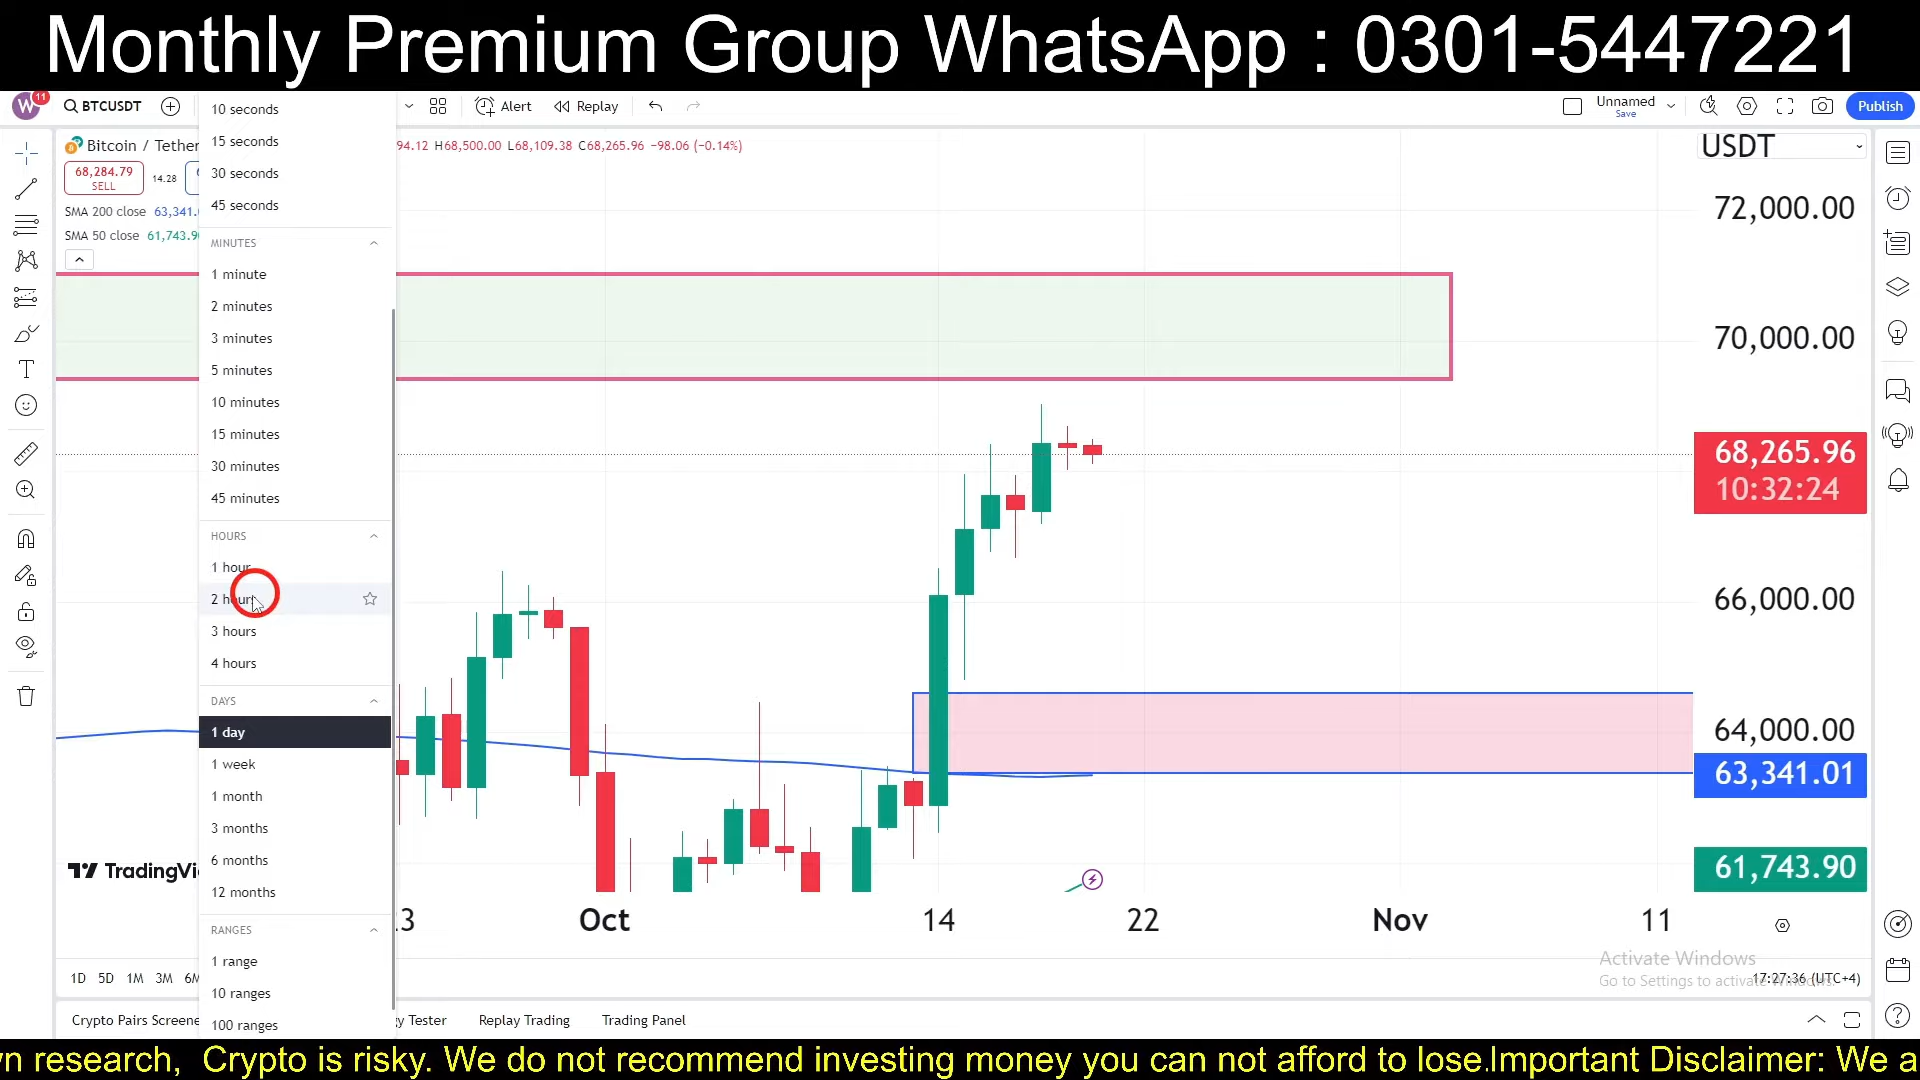 Monthly Premium Group WhatsApp : 0301-5447221
W 11 BTCUSDT Alert Replay Unnamed Save Publish
10 seconds
15 seconds
30 seconds
45 seconds
MINUTES
1 minute
2 minutes
3 minutes
5 minutes
10 minutes
15 minutes
30 minutes
45 minutes
HOURS
1 hour
2 hours
3 hours
4 hours
DAYS
1 day
1 week
1 month
3 months
6 months
12 months
RANGES
1 range
10 ranges
100 ranges
Bitcoin / Tether 94.12 H68,500.00 L68,109.38 C68,265.96 −98.06 (−0.14%)
68,284.79
SELL
14.28
SMA 200 close 63,341.
SMA 50 close 61,743.9
USDT
72,000.00
70,000.00
68,265.96
10:32:24
66,000.00
64,000.00
63,341.01
61,743.90
TradingVi
Oct 14 22 Nov 11
1D 5D 1M 3M
Activate Windows
Go to Settings to activate Windows.
17:27:36 (UTC+4)
Crypto Pairs Screene gy Tester Replay Trading Trading Panel
wn research, Crypto is risky. We do not recommend investing money you can not afford to lose.Important Disclaimer: We a